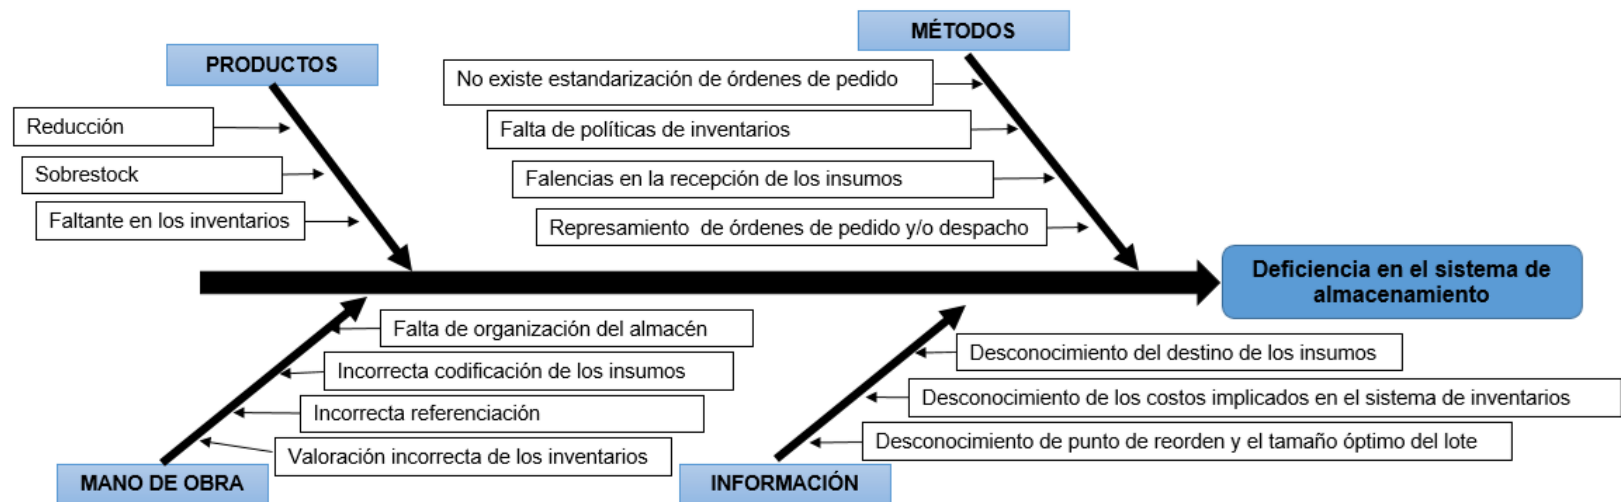 PRODUCTOS
Reducción
Sobrestock
Faltante en los inventarios
MÉTODOS
No existe estandarización de órdenes de pedido
Falta de políticas de inventarios
Falencias en la recepción de los insumos
Represamiento de órdenes de pedido y/o despacho
Deficiencia en el sistema de
almacenamiento
Falta de organización del almacén
Incorrecta codificación de los insumos
Incorrecta referenciación
Valoración incorrecta de los inventarios
MANO DE OBRA
Desconocimiento del destino de los insumos
Desconocimiento de los costos implicados en el sistema de inventarios
Desconocimiento de punto de reorden y el tamaño óptimo del lote
INFORMACIÓN